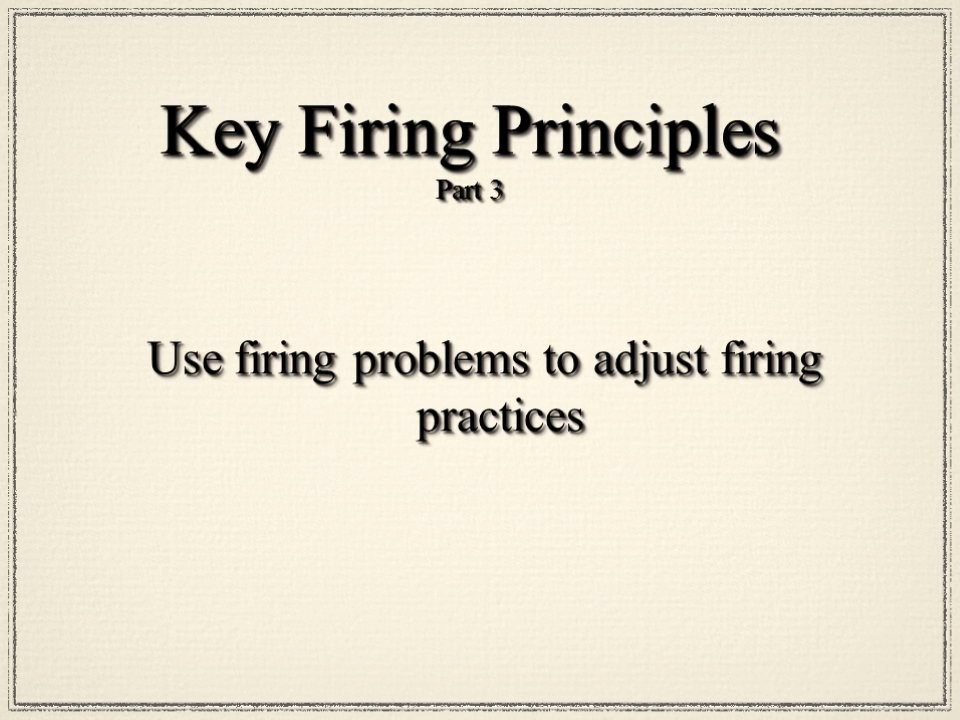 Key Firing Principles
Part 3
Use firing problems to adjust firing
practices